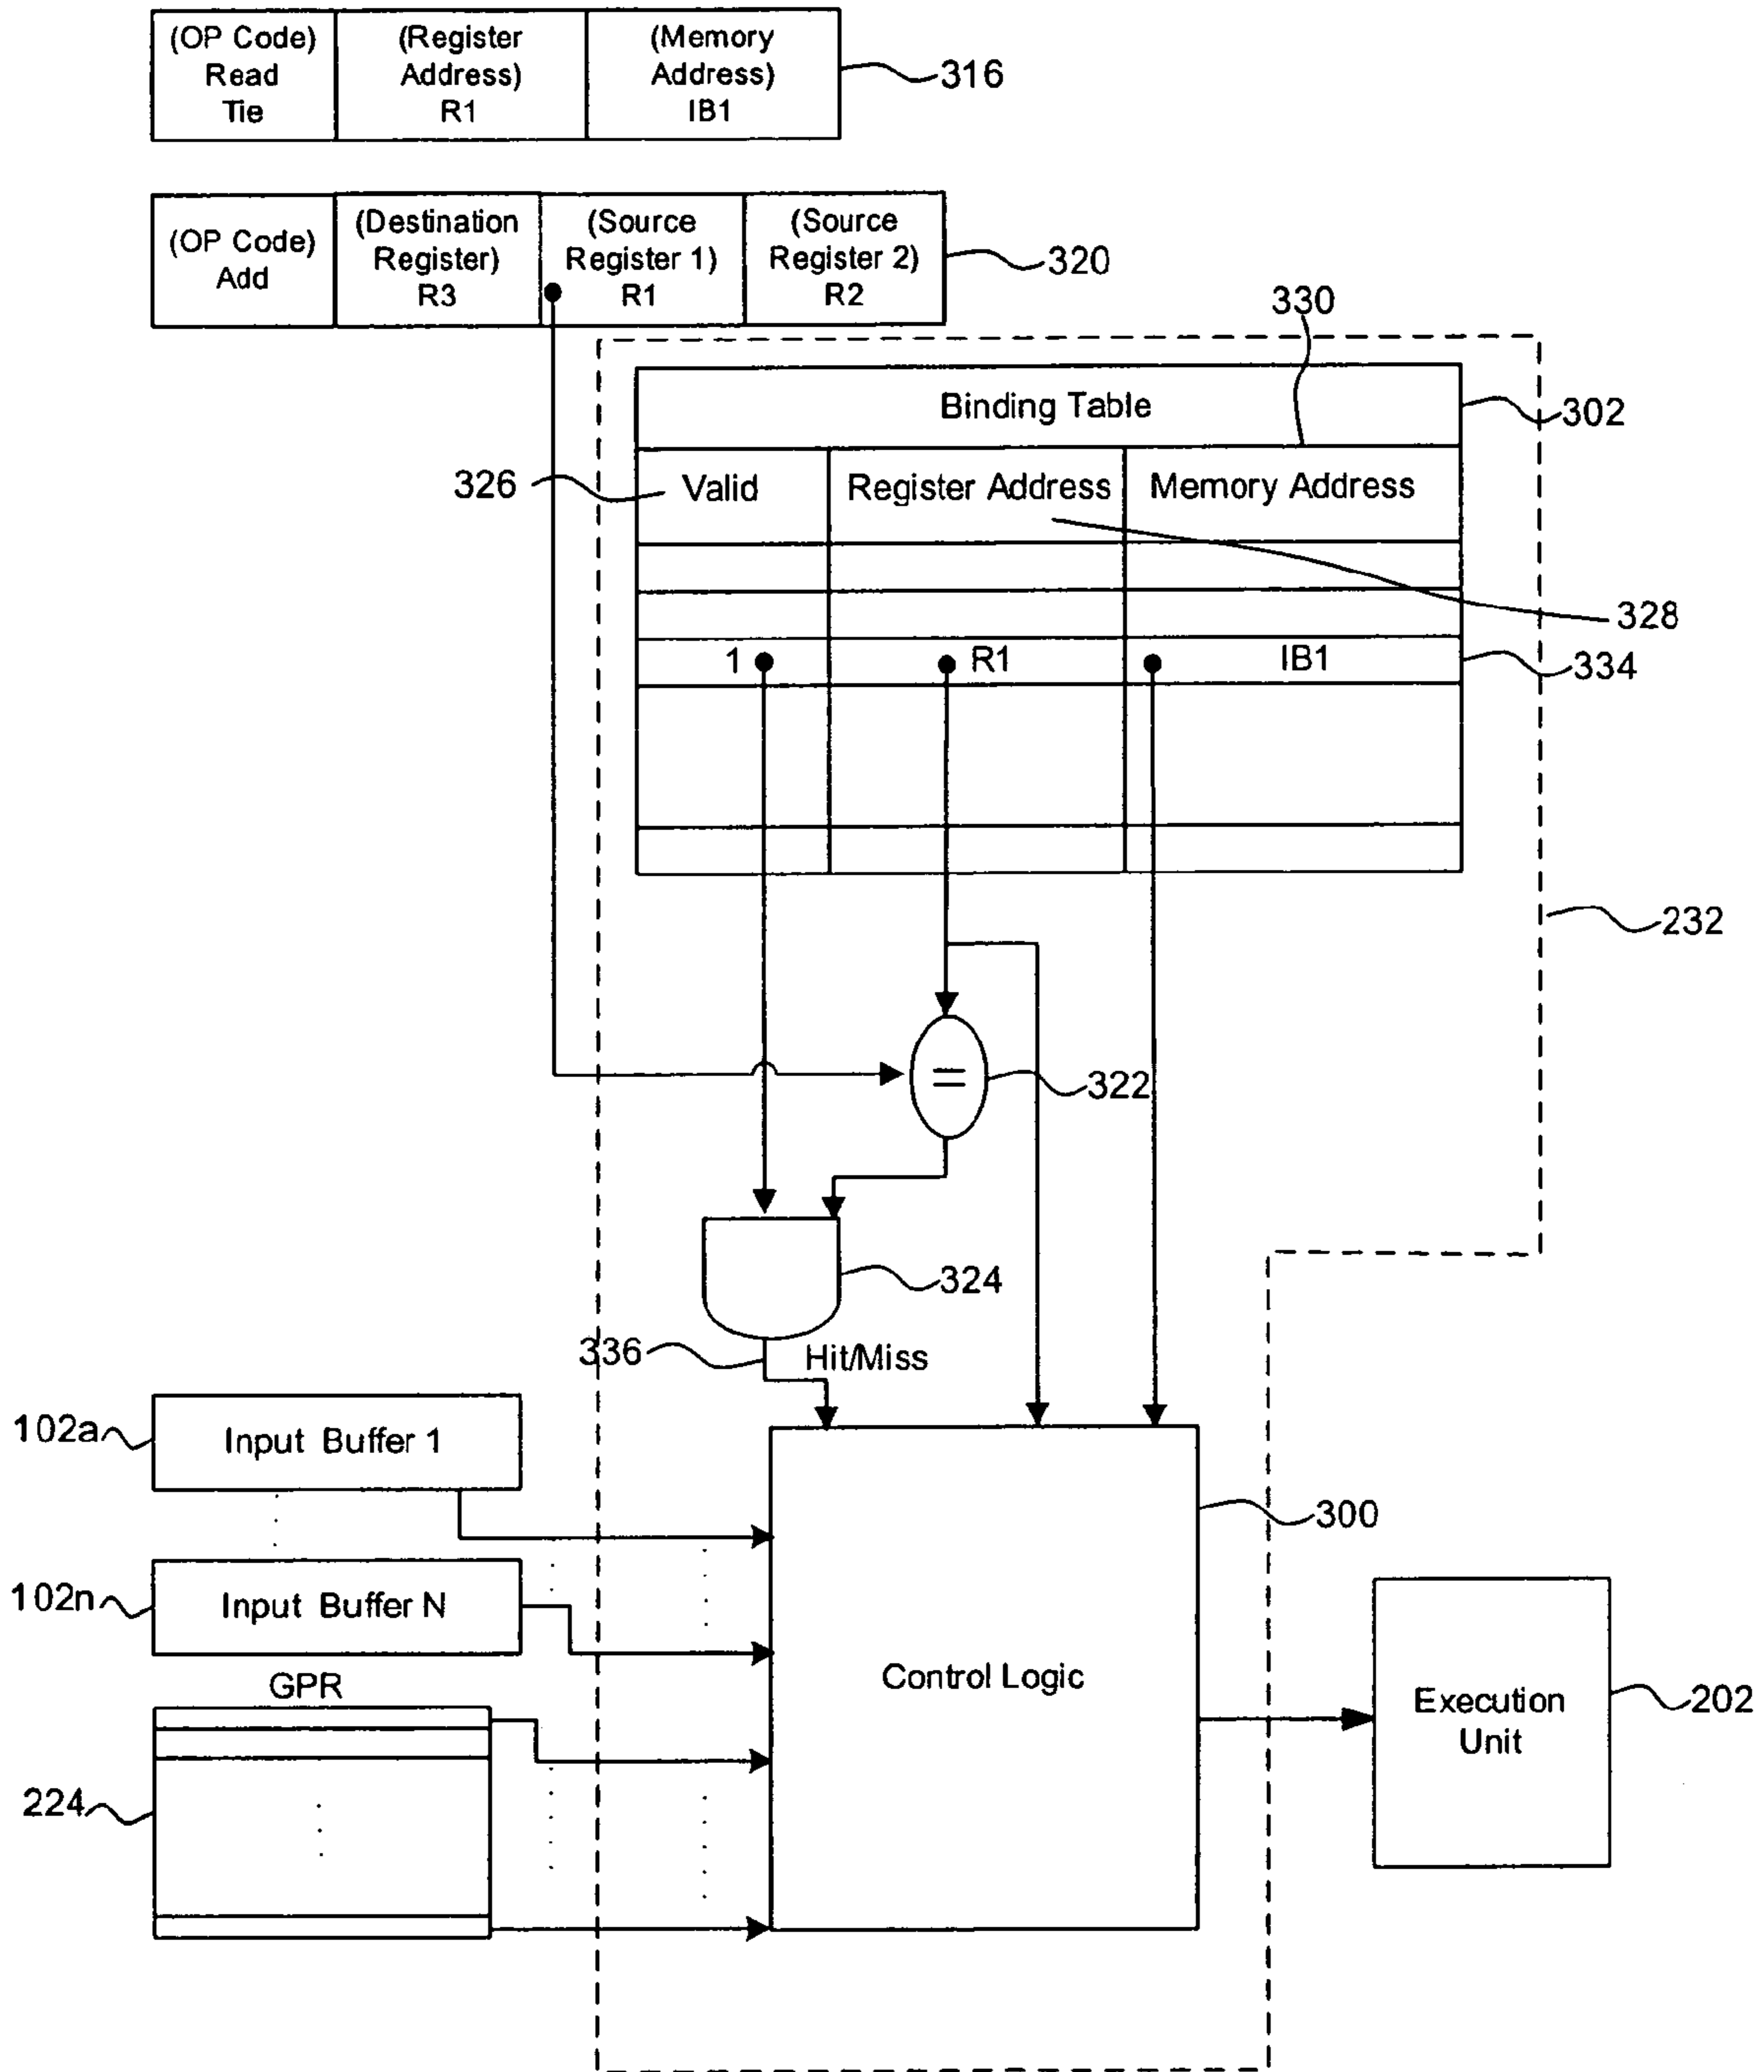 (OP Code)
Read
Tie
(Register
Address)
R1
(Memory
Address)
IB1
316
(OP Code)
Add
(Destination
Register)
R3
(Source
Register 1)
R1
(Source
Register 2)
R2
320
330
Binding Table
302
326
Valid
Register Address
Memory Address
328
1
R1
IB1
334
232
=
322
324
336
Hit/Miss
102a
Input Buffer 1
300
102n
Input Buffer N
Control Logic
GPR
Execution
Unit
202
224